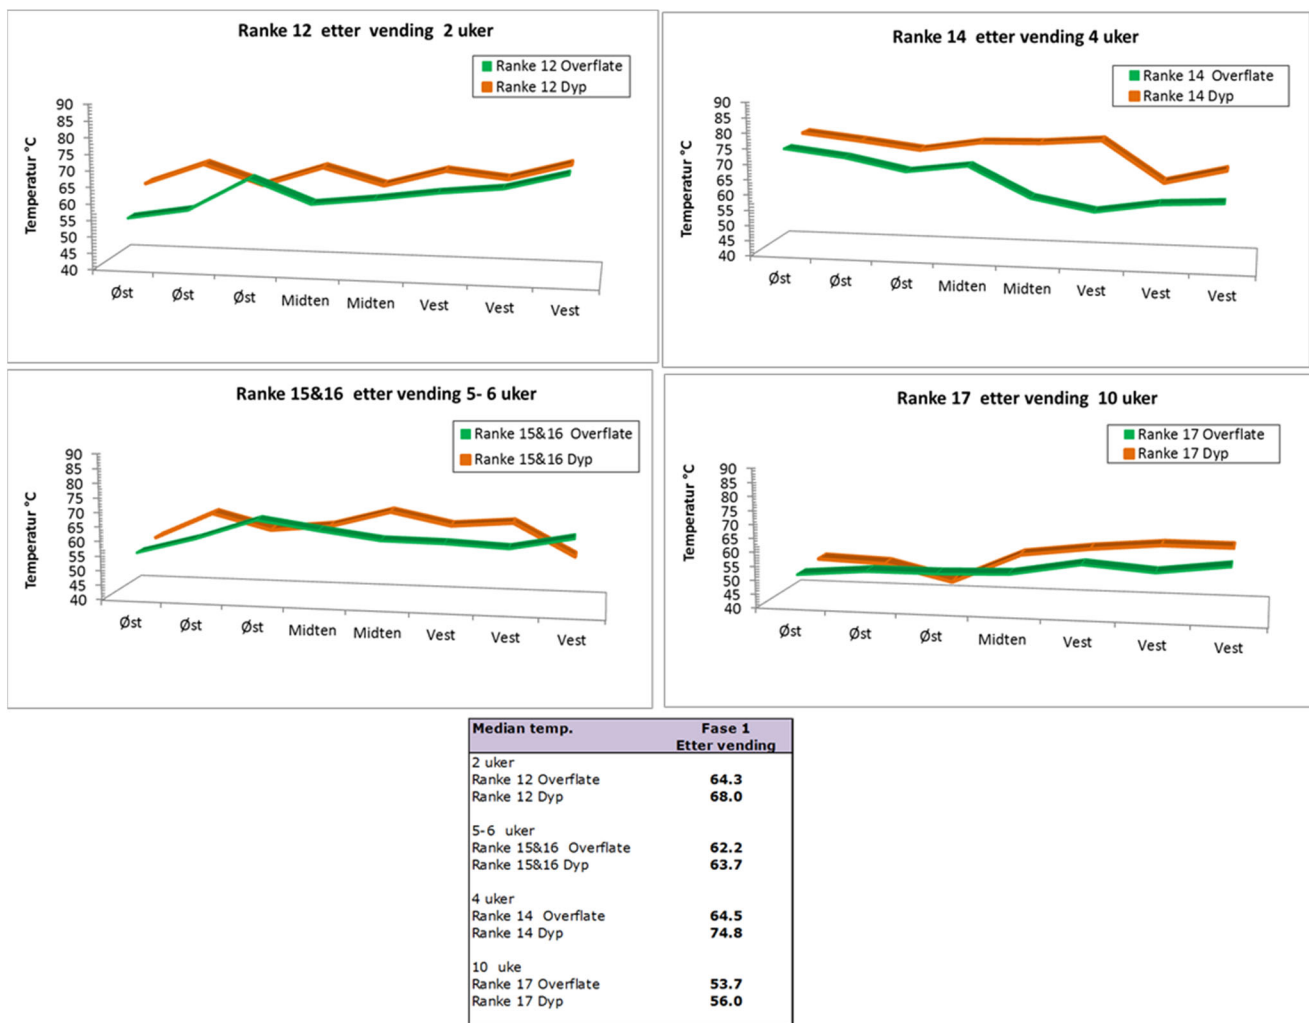 Ranke 12  etter  vending  2 uker
Ranke 12 Overflate
Ranke 12 Dyp
Temperatur °C
90
85
80
75
70
65
60
55
50
45
40
Øst
Øst
Øst
Midten
Midten
Vest
Vest
Vest
Ranke 14  etter vending 4 uker
Ranke 14  Overflate
Ranke 14 Dyp
Temperatur °C
90
85
80
75
70
65
60
55
50
45
40
Øst
Øst
Øst
Midten
Midten
Vest
Vest
Vest
Ranke 15&16  etter vending 5- 6 uker
Ranke 15&16  Overflate
Ranke 15&16 Dyp
Temperatur °C
90
85
80
75
70
65
60
55
50
45
40
Øst
Øst
Øst
Midten
Midten
Vest
Vest
Vest
Ranke 17  etter vending  10 uker
Ranke 17 Overflate
Ranke 17 Dyp
Temperatur °C
90
85
80
75
70
65
60
55
50
45
40
Øst
Øst
Øst
Midten
Vest
Vest
Vest
Median temp. Fase 1
Etter vending
2 uker
Ranke 12 Overflate 64.3
Ranke 12 Dyp 68.0
5-6  uker
Ranke 15&16  Overflate 62.2
Ranke 15&16 Dyp 63.7
4 uker
Ranke 14  Overflate 64.5
Ranke 14 Dyp 74.8
10  uke
Ranke 17 Overflate 53.7
Ranke 17 Dyp 56.0